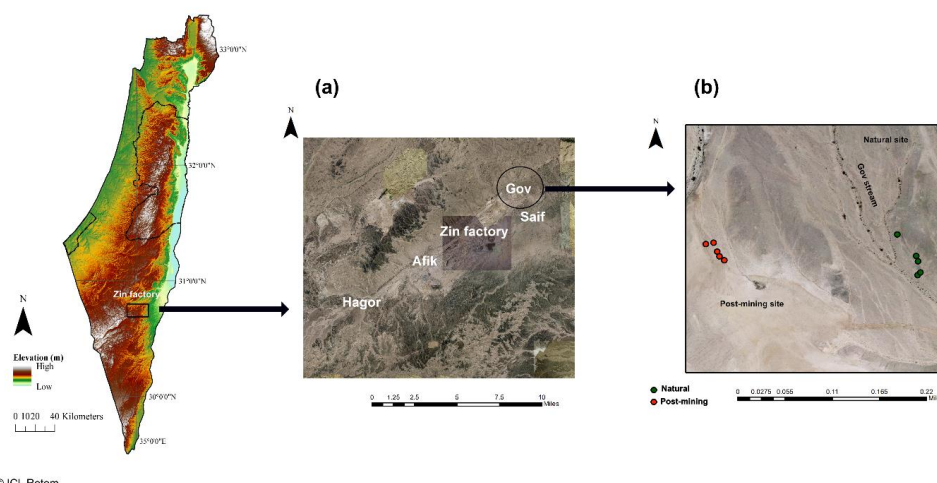 33°0'0"N
32°0'0"N
31°0'0"N
Zin factory
N
Elevation (m)
High
Low
30°0'0"N
0 1020 40 Kilometers
35°0'0"E
(a)
N
Gov
Saif
Zin factory
Afik
Hagor
0 1.25 2.5 5 7.5 10
Miles
(b)
N
Natural site
Gov stream
Post-mining site
Natural
Post-mining
0 0.0275 0.055 0.11 0.165 0.22
Mi